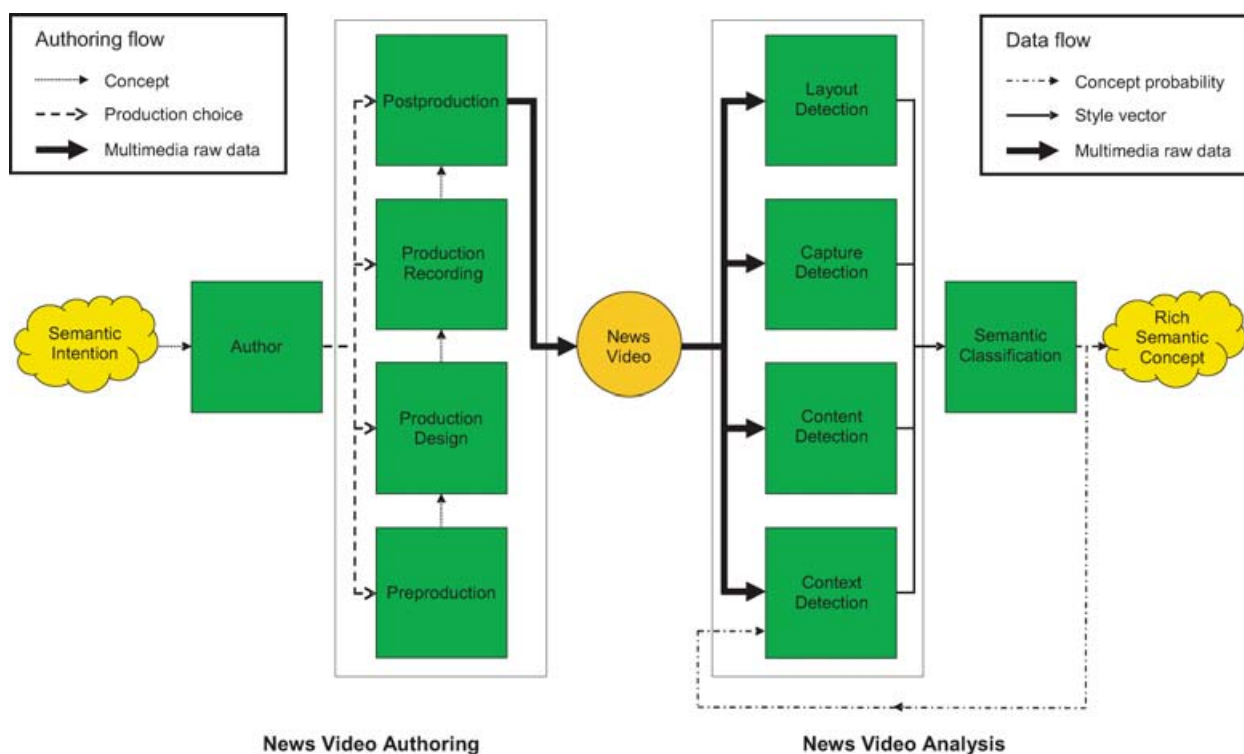 Authoring flow
Concept
Production choice
Multimedia raw data
Data flow
Concept probability
Style vector
Multimedia raw data
Semantic
Intention
Author
Postproduction
Production
Recording
Production
Design
Preproduction
News
Video
Layout
Detection
Capture
Detection
Content
Detection
Context
Detection
Semantic
Classification
Rich
Semantic
Concept
News Video Authoring
News Video Analysis